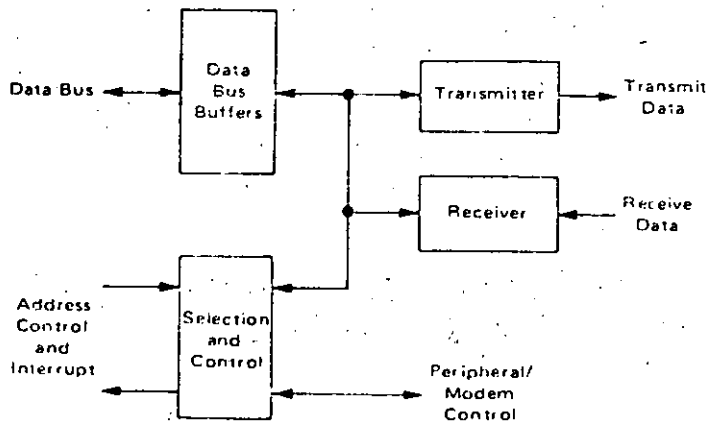 Data
Bus
Buffers
Data Bus
Transmitter
Transmit
Data
Receiver
Receive
Data
Address
Control
and
Interrupt
Selection
and
Control
Peripheral/
Modem
Control